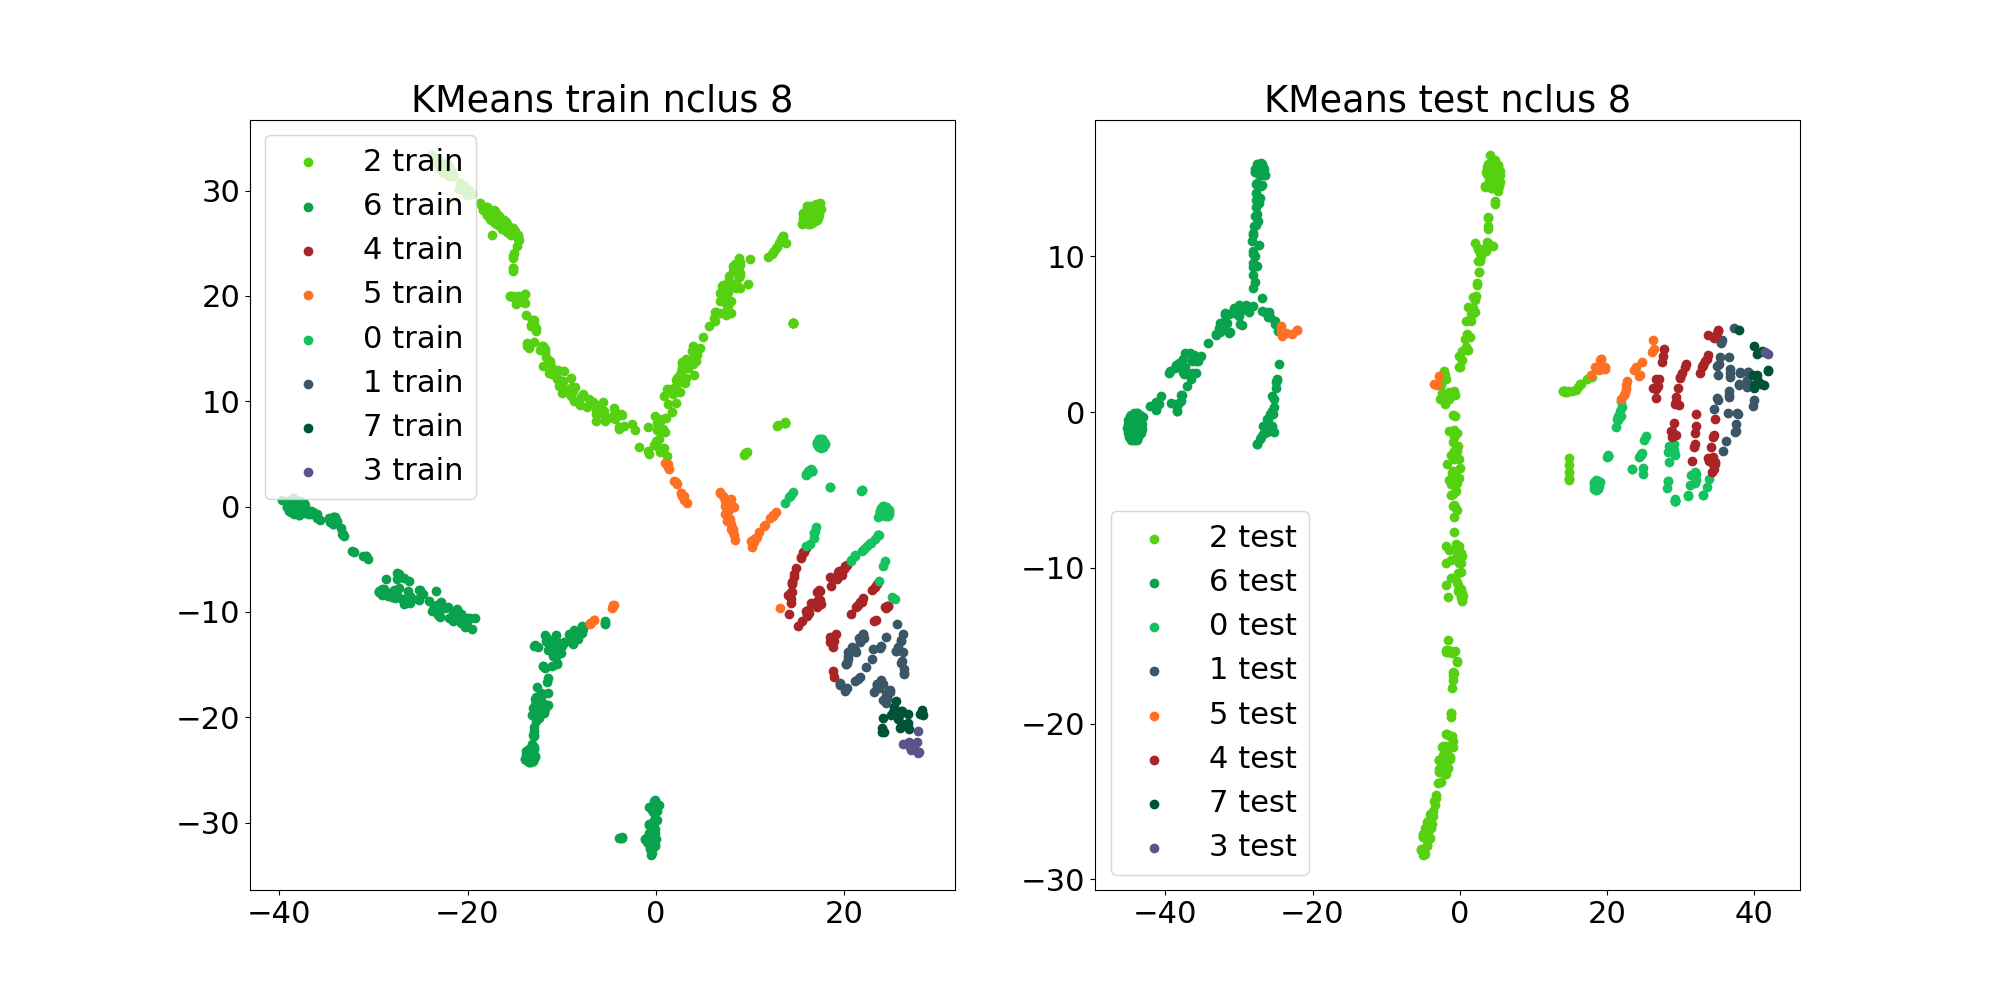 KMeans train nclus 8
30
20
10
0
−10
−20
−30
−40
−20
0
20
2 train
6 train
4 train
5 train
0 train
1 train
7 train
3 train
KMeans test nclus 8
10
0
−10
−20
−30
−40
−20
0
20
40
2 test
6 test
0 test
1 test
5 test
4 test
7 test
3 test